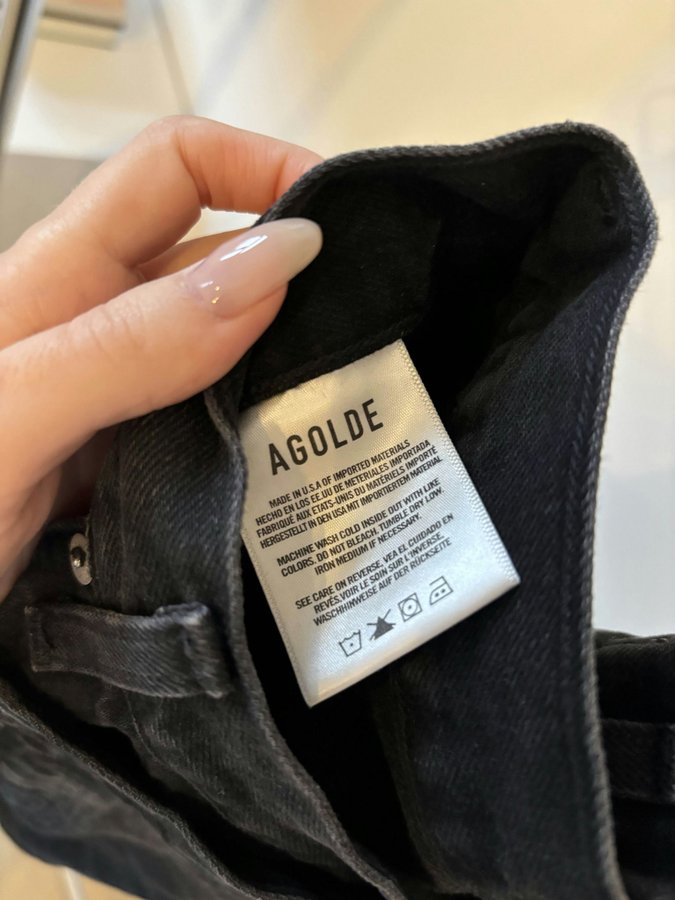 AGOLDE
MADE IN U.S.A OF IMPORTED MATERIALS
HECHO EN LOS EE.UU DE METERIALES IMPORTADA
FABRIQUÉ AUX ETATS-UNIS DU MATÉRIELS IMPORTÉ
HERGESTELLT IN DEN USA MIT IMPORTIERTEM MATERIAL
MACHINE WASH COLD INSIDE OUT WITH LIKE
COLORS. DO NOT BLEACH. TUMBLE DRY LOW.
IRON MEDIUM IF NECESSARY.
SEE CARE ON REVERSE. VEA EL CUIDADO EN
REVÉS.VOIR LE SOIN SUR L'INVERSE.
WASCHHINWEISE AUF DER RÜCKSEITE